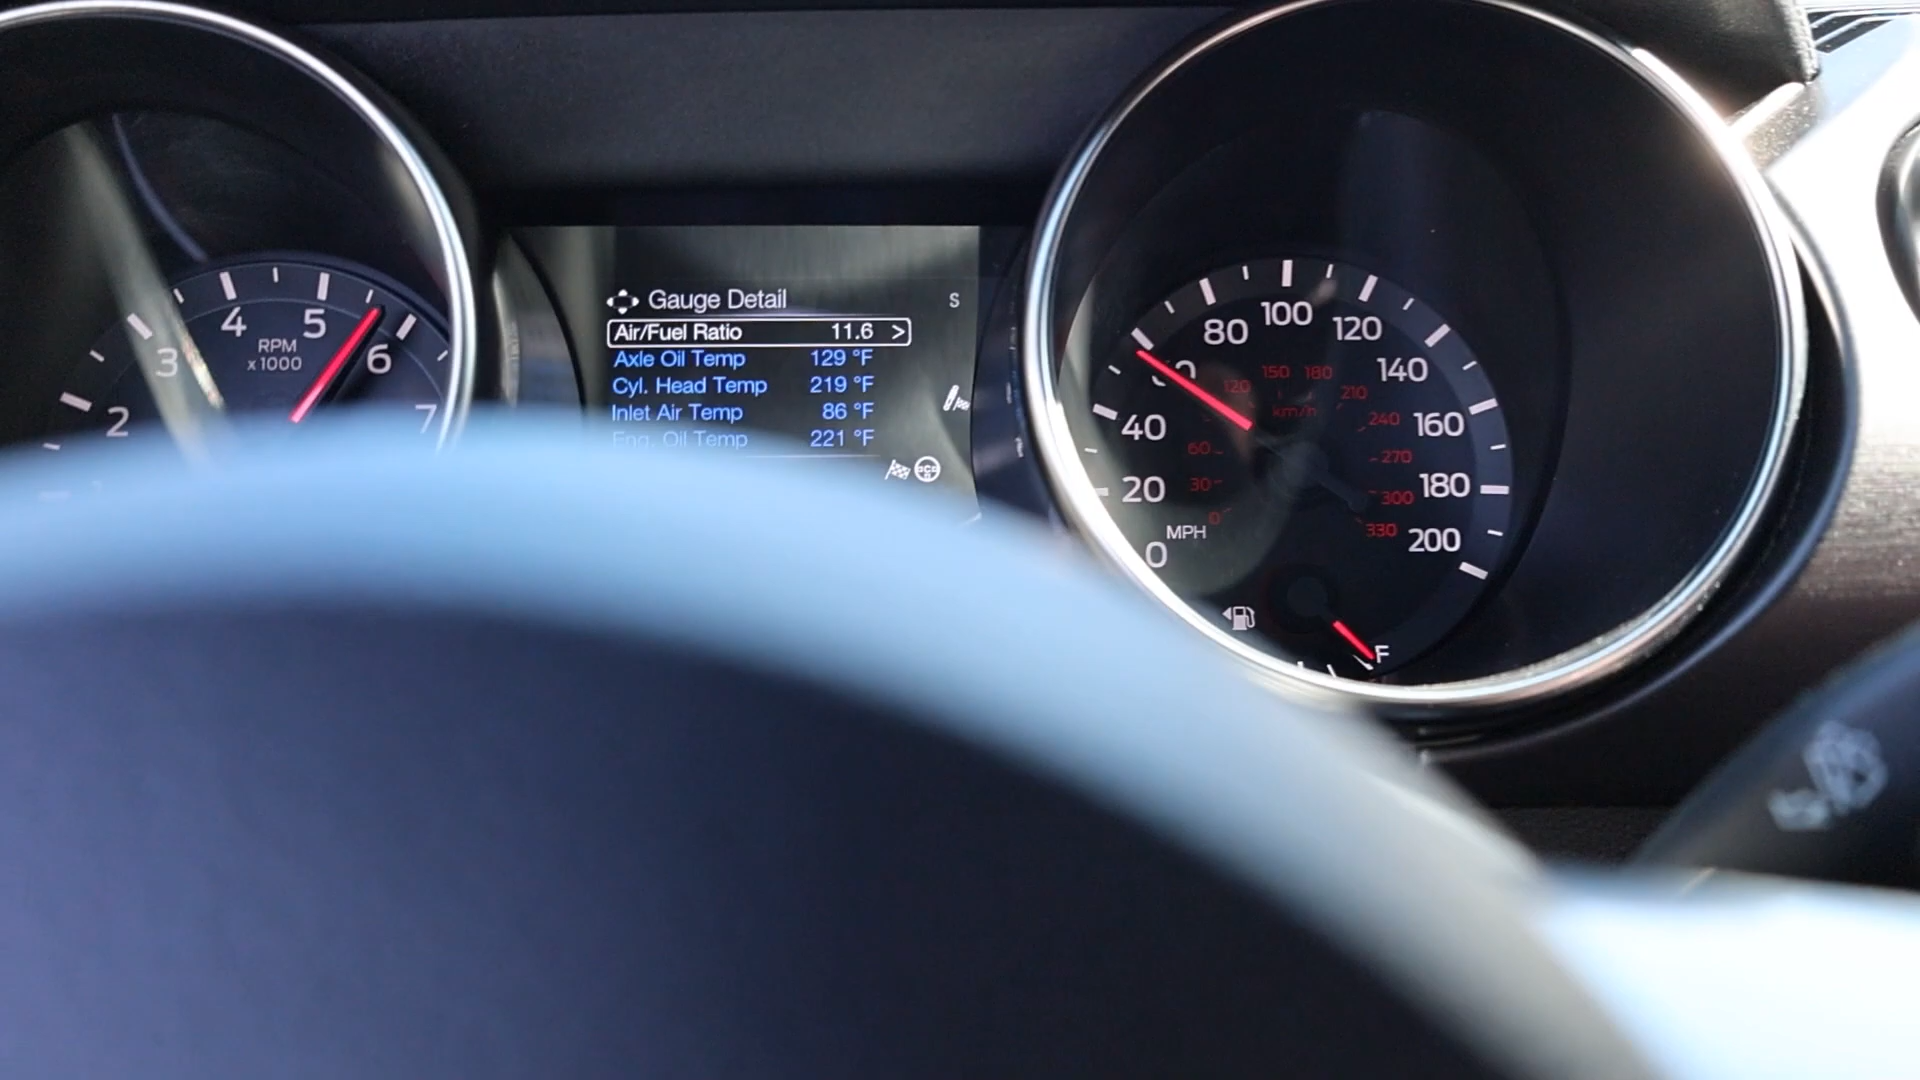 2
3
4
5
6
7
RPM
x1000
Gauge Detail
S
Air/Fuel Ratio 11.6 >
Axle Oil Temp 129 °F
Cyl. Head Temp 219 °F
Inlet Air Temp 86 °F
Eng. Oil Temp 221 °F
0
20
40
80
100
120
140
160
180
200
MPH
0
30
60
120
150
180
210
240
270
300
330
km/h
F